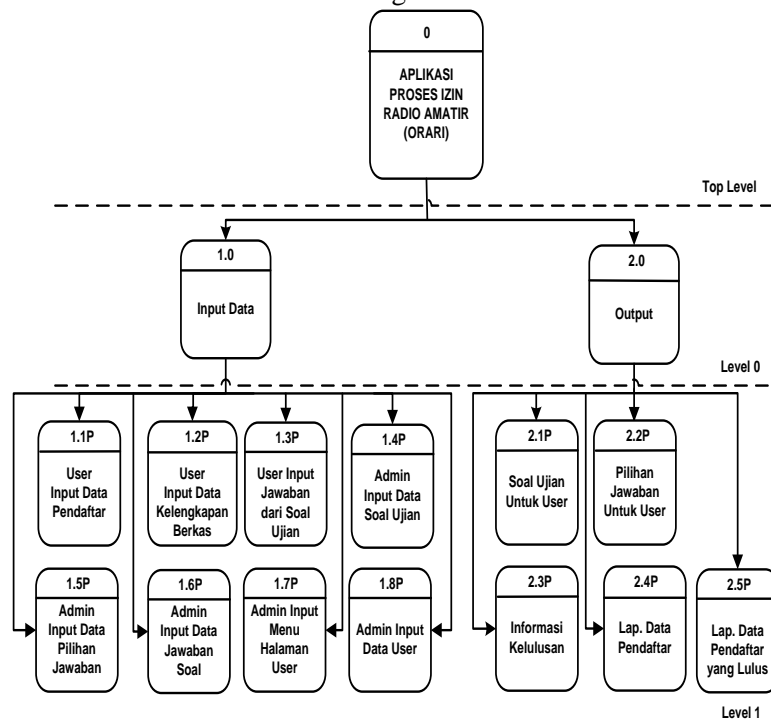 0
APLIKASI
PROSES IZIN
RADIO AMATIR
(ORARI)
Top Level
1.0
Input Data
2.0
Output
Level 0
1.1P
User
Input Data
Pendaftar
1.2P
User
Input Data
Kelengkapan
Berkas
1.3P
User Input
Jawaban
dari Soal
Ujian
1.4P
Admin
Input Data
Soal Ujian
2.1P
Soal Ujian
Untuk User
2.2P
Pilihan
Jawaban
Untuk User
1.5P
Admin
Input Data
Pilihan
Jawaban
1.6P
Admin
Input Data
Jawaban
Soal
1.7P
Admin Input
Menu
Halaman
User
1.8P
Admin Input
Data User
2.3P
Informasi
Kelulusan
2.4P
Lap. Data
Pendaftar
2.5P
Lap. Data
Pendaftar
yang Lulus
Level 1